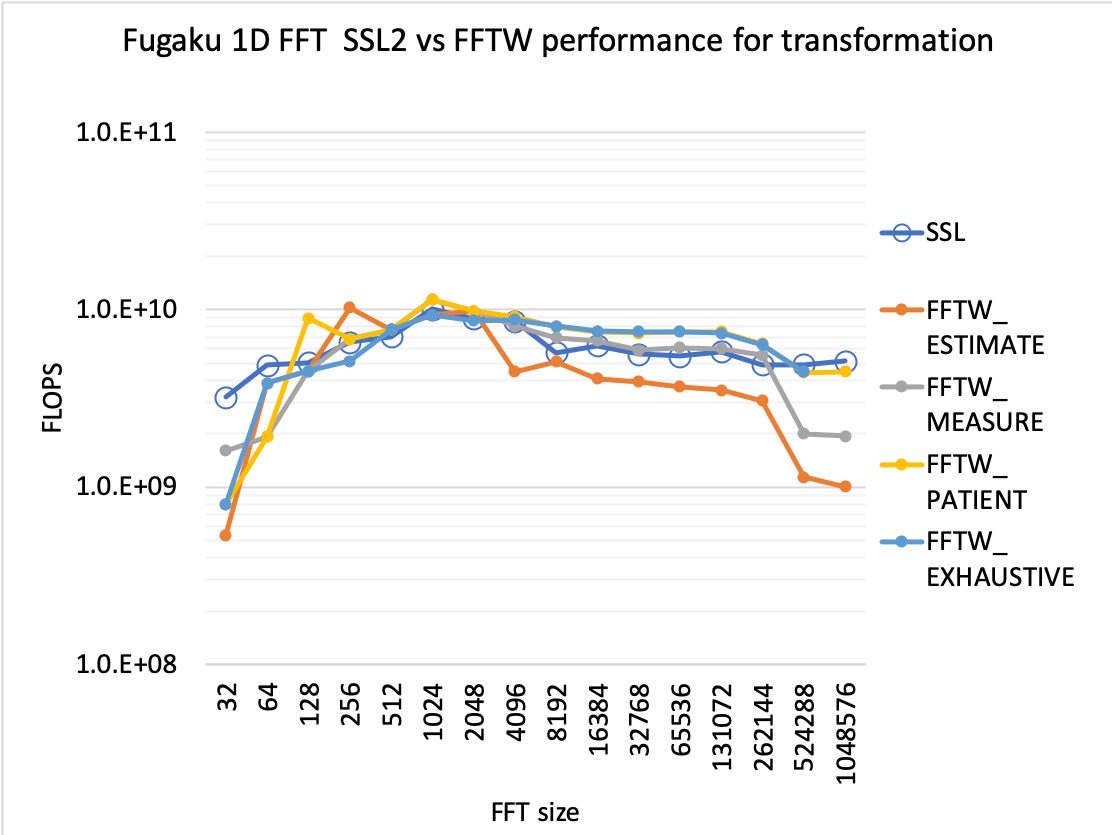 Fugaku 1D FFT  SSL2 vs FFTW performance for transformation
1.0.E+11
1.0.E+10
1.0.E+09
1.0.E+08
FLOPS
32
64
128
256
512
1024
2048
4096
8192
16384
32768
65536
131072
262144
524288
1048576
FFT size
SSL
FFTW_
ESTIMATE
FFTW_
MEASURE
FFTW_
PATIENT
FFTW_
EXHAUSTIVE